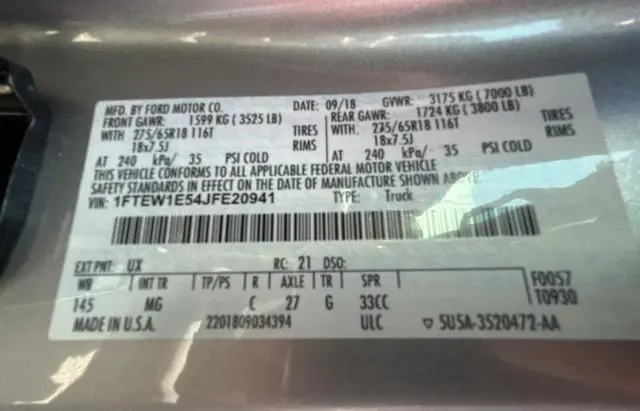 MFD. BY FORD MOTOR CO.
DATE: 09/18 GVWR: 3175 KG ( 7000 LB)
FRONT GAWR: 1599 KG ( 3525 LB)
REAR GAWR: 1724 KG ( 3800 LB)
WITH 275/65R18 116T TIRES
WITH 275/65R18 116T TIRES
18x7.5J RIMS
18x7.5J RIMS
AT 240 kPa/ 35 PSI COLD
AT 240 kPa/ 35 PSI COLD
THIS VEHICLE CONFORMS TO ALL APPLICABLE FEDERAL MOTOR VEHICLE
SAFETY STANDARDS IN EFFECT ON THE DATE OF MANUFACTURE SHOWN ABOVE.
VIN: 1FTEW1E54JFE20941 TYPE: Truck
EXT PNT: UX RC: 21 DSO:
WB INT TR TP/PS R AXLE TR SPR F0057
145 MG C 27 G 33CC T0930
MADE IN U.S.A. 2201809034394 ULC ▽ 5U5A-3520472-AA